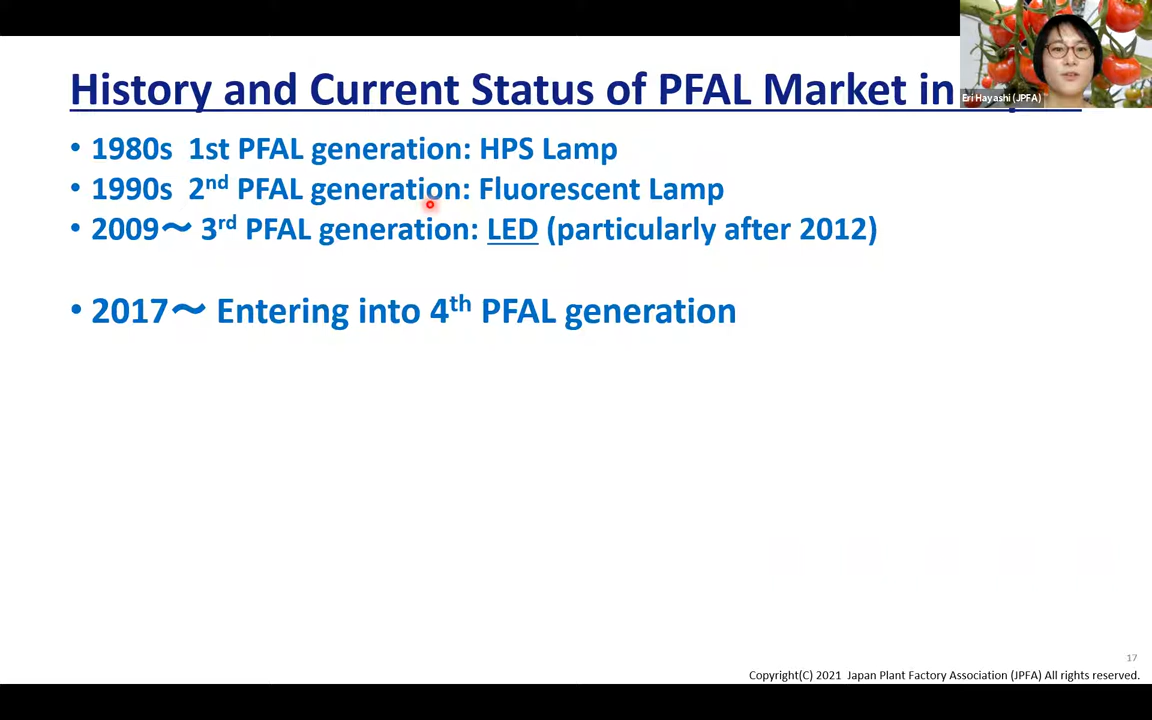 History and Current Status of PFAL Market in
• 1980s 1st PFAL generation: HPS Lamp
• 1990s 2nd PFAL generation: Fluorescent Lamp
• 2009～ 3rd PFAL generation: LED (particularly after 2012)
• 2017～ Entering into 4th PFAL generation
Eri Hayashi (JPFA)
17
Copyright(C) 2021 Japan Plant Factory Association (JPFA) All rights reserved.